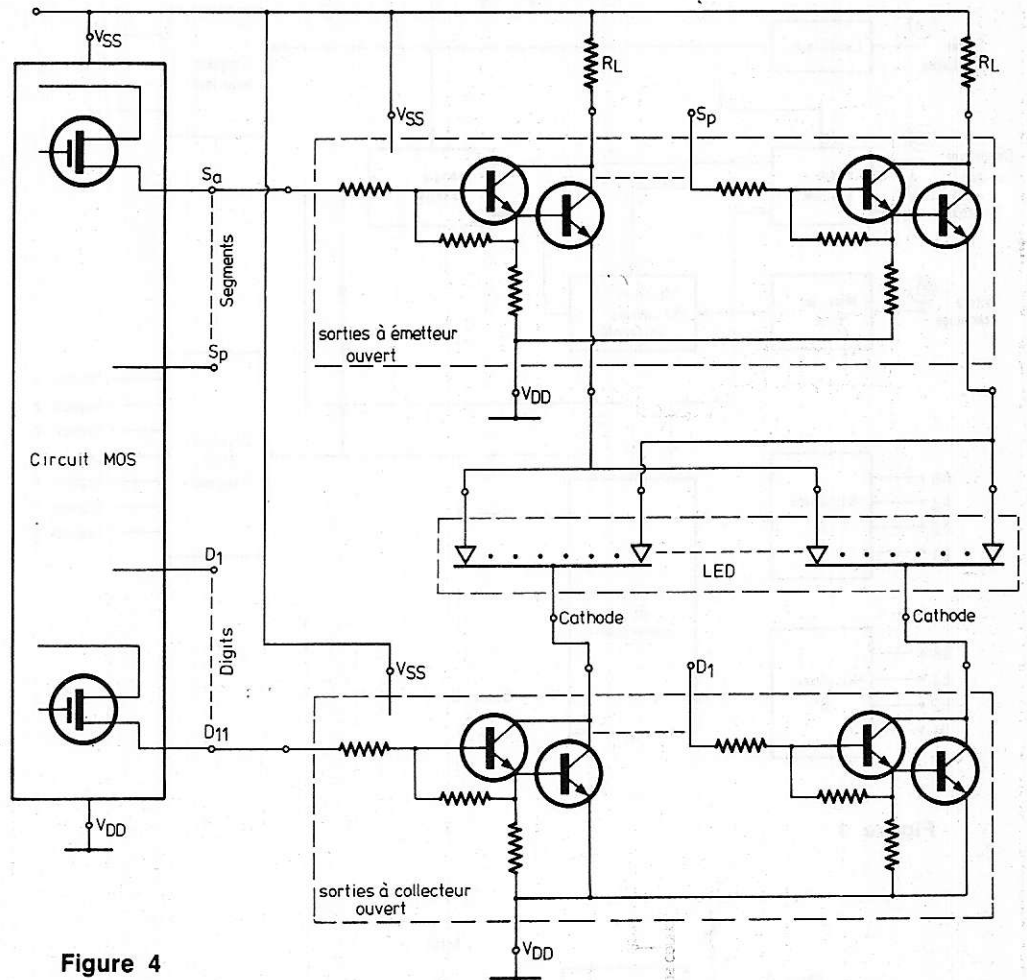 VSS
RL
RL
VSS
Sp
Sa
Segments
sorties à émetteur
ouvert
Sp
VDD
Circuit MOS
LED
D1
Cathode
Cathode
Digits
VSS
D1
D11
VDD
sorties à collecteur
ouvert
VDD
Figure 4